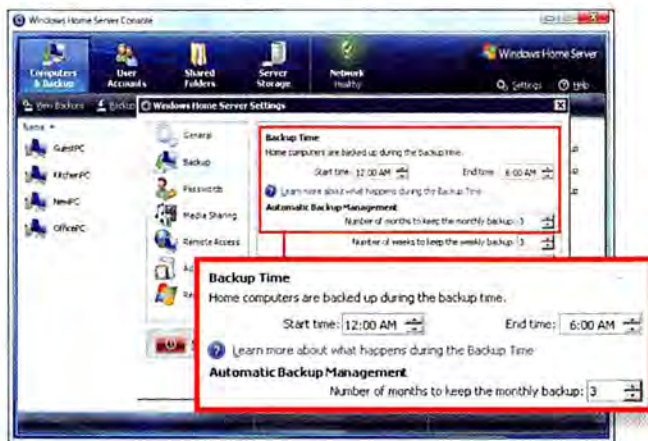 Windows Home Server Console
Computers & Backup
User Accounts
Shared Folders
Server Storage
Network
Healthy
Windows Home Server
Settings
Help
View Backups
Backup
Windows Home Server Settings
Name
GuestPC
KitchenPC
NewPC
OfficePC
General
Backup
Passwords
Media Sharing
Remote Access
Backup Time
Home computers are backed up during the backup time.
Start time: 12:00 AM End time: 6:00 AM
Learn more about what happens during the Backup Time
Automatic Backup Management
Number of months to keep the monthly backup: 3
Number of weeks to keep the weekly backup: 3
Backup Time
Home computers are backed up during the backup time.
Start time: 12:00 AM End time: 6:00 AM
Learn more about what happens during the Backup Time
Automatic Backup Management
Number of months to keep the monthly backup: 3